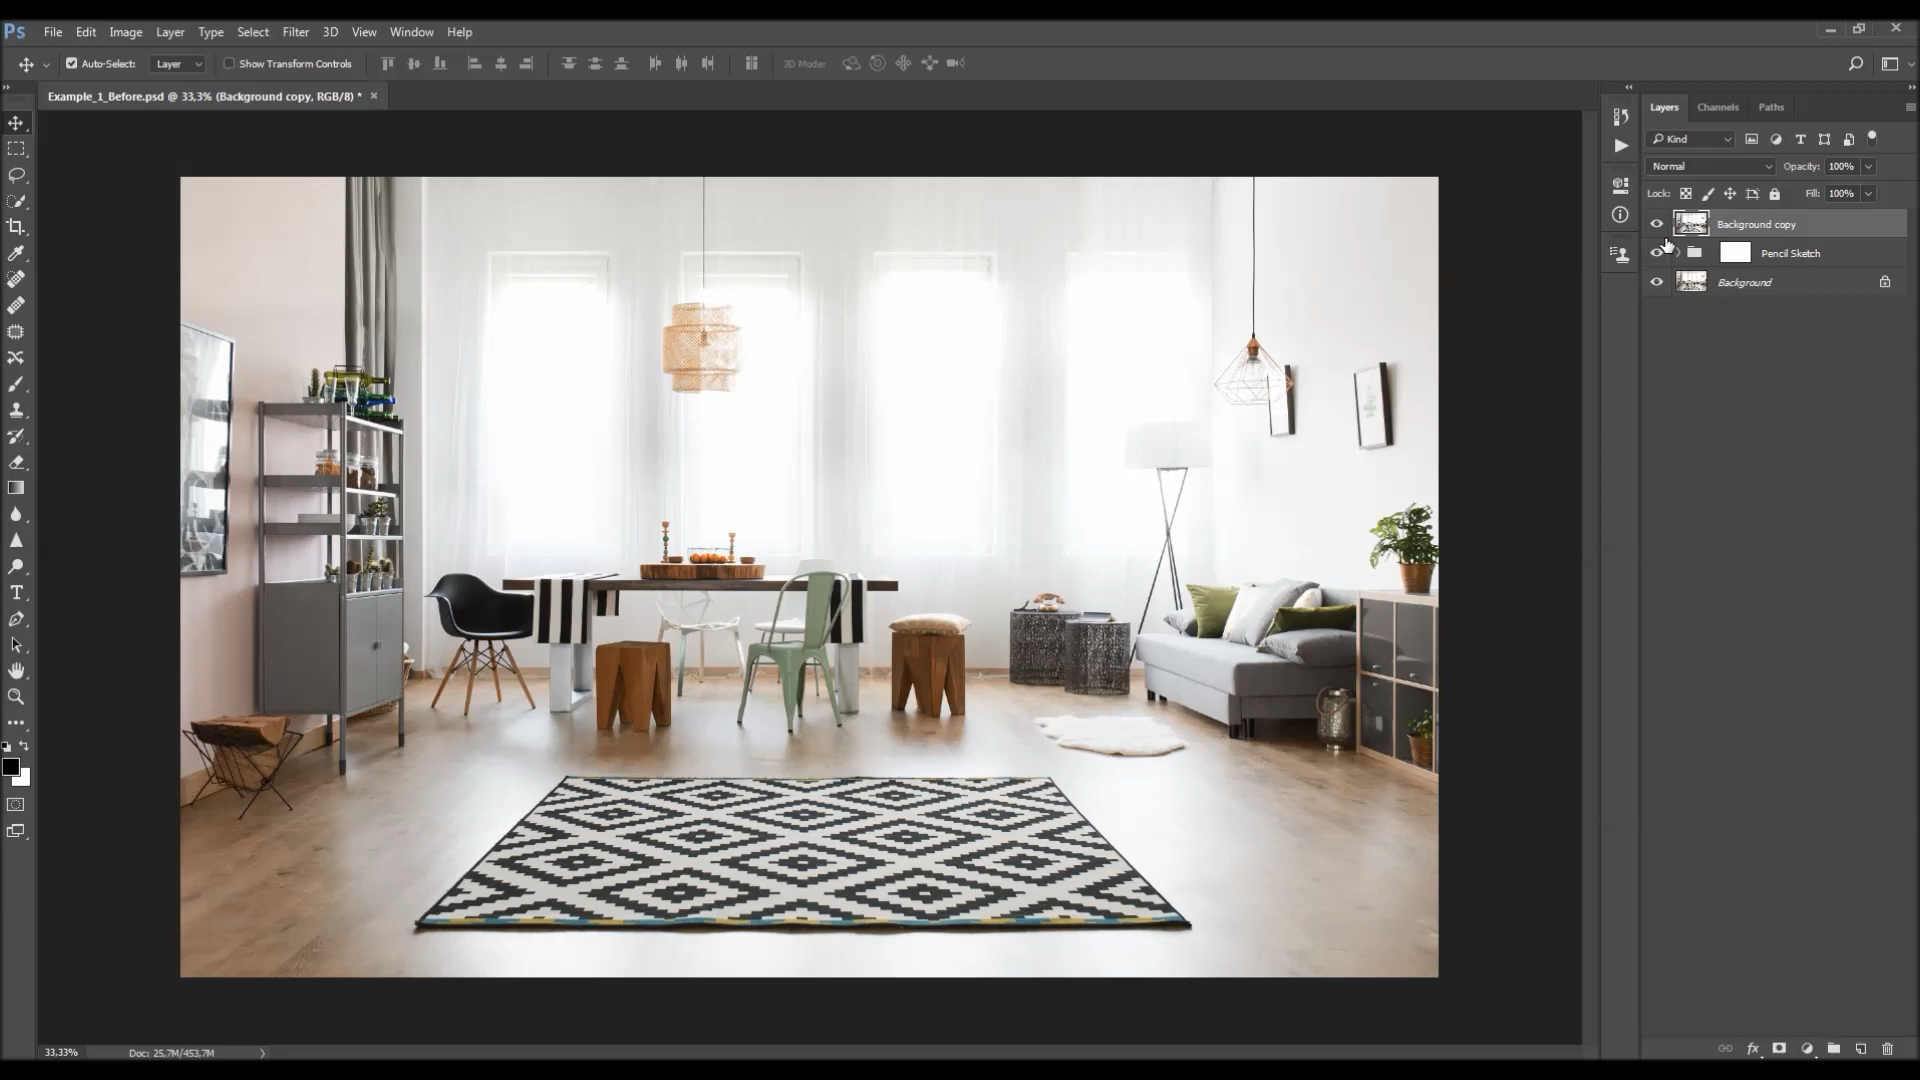 Ps File Edit Image Layer Type Select Filter 3D View Window Help
Auto-Select: Layer Show Transform Controls 3D Mode:
Example_1_Before.psd @ 33,3% (Background copy, RGB/8) *
Layers Channels Paths
Kind
Normal Opacity: 100%
Lock: Fill: 100%
Background copy
Pencil Sketch
Background
33,33% Doc: 25,7M/453,7M